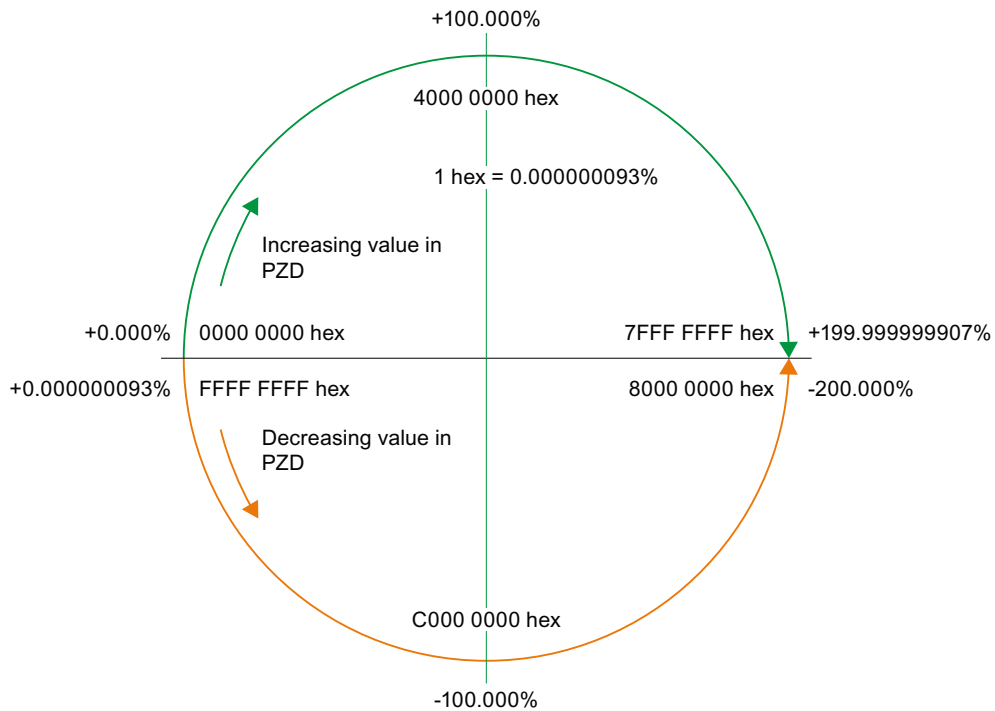 +100.000%
4000 0000 hex
1 hex = 0.000000093%
Increasing value in
PZD
+0.000%
0000 0000 hex
7FFF FFFF hex
+199.999999907%
+0.000000093%
FFFF FFFF hex
8000 0000 hex
-200.000%
Decreasing value in
PZD
C000 0000 hex
-100.000%